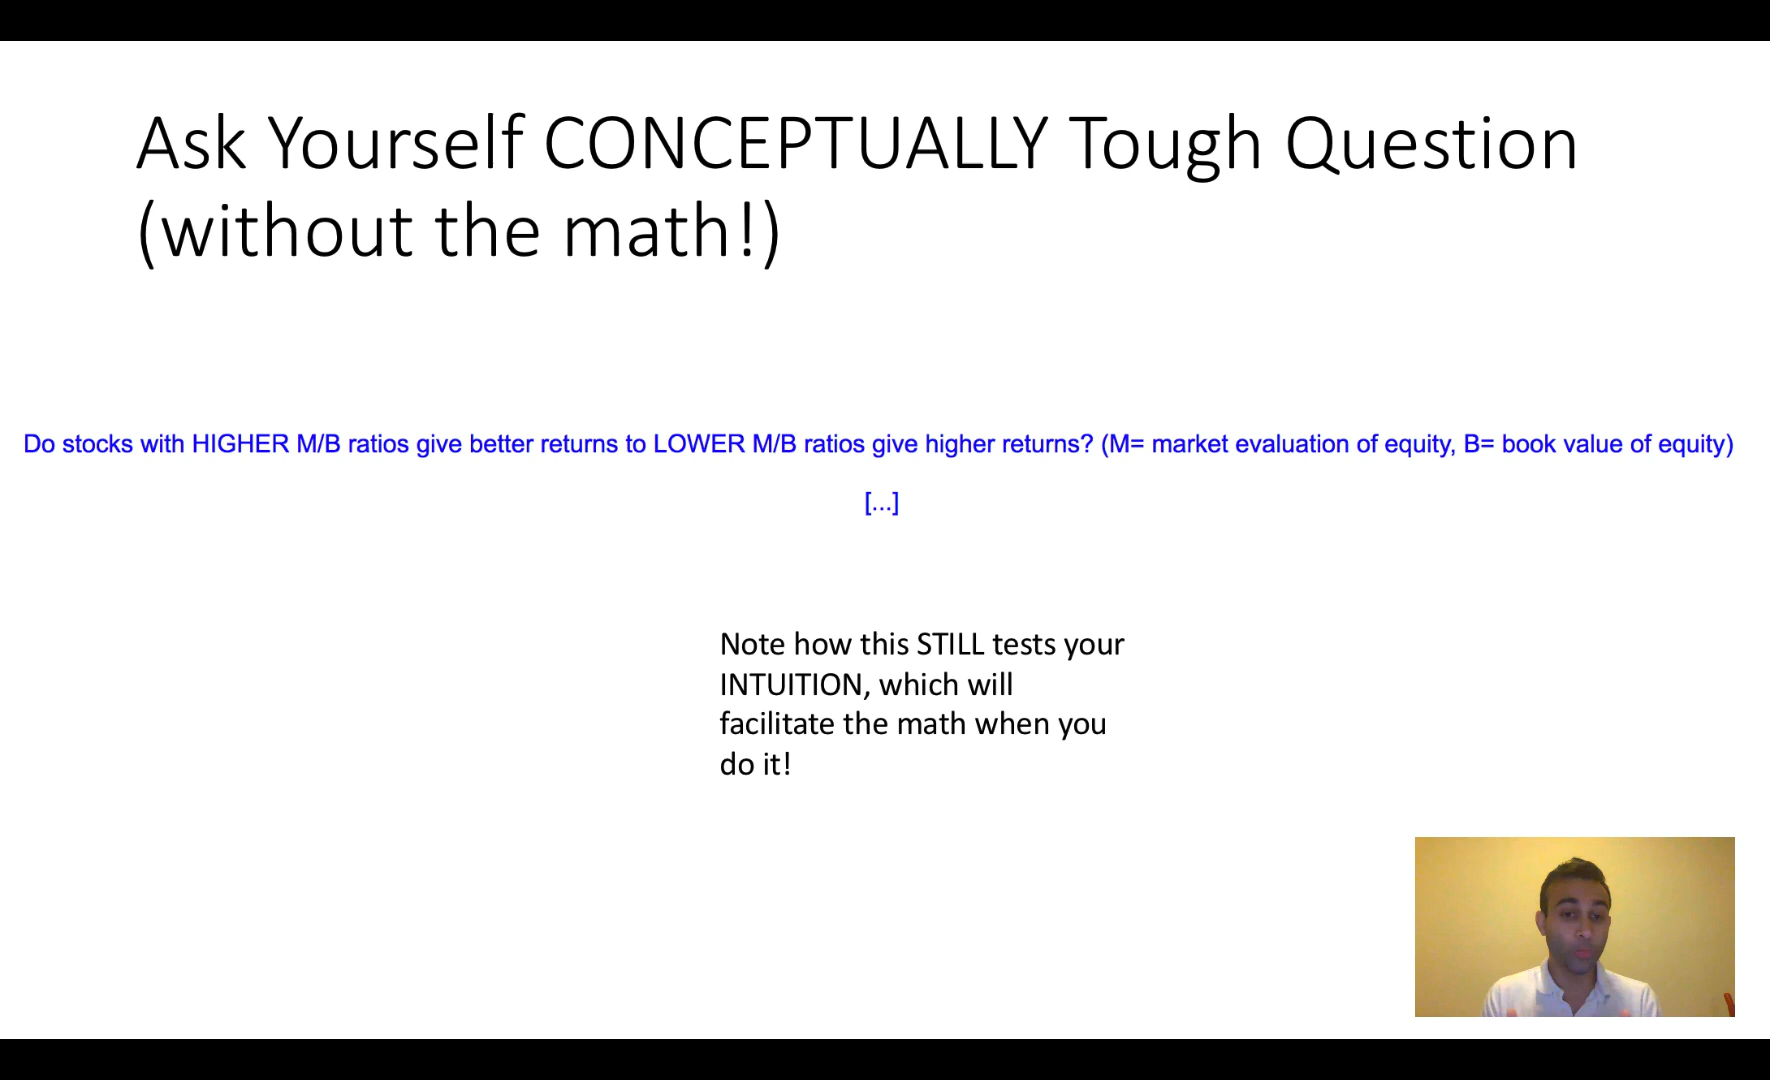 Ask Yourself CONCEPTUALLY Tough Question
(without the math!)
Do stocks with HIGHER M/B ratios give better returns to LOWER M/B ratios give higher returns? (M= market evaluation of equity, B= book value of equity)
[...]
Note how this STILL tests your
INTUITION, which will
facilitate the math when you
do it!